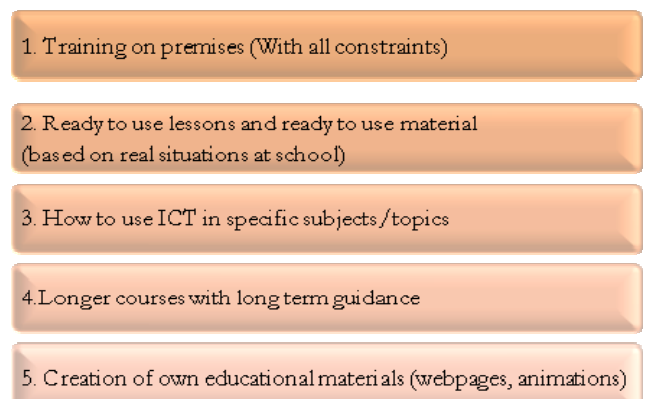 1. Training on premises (With all constraints)
2. Ready to use lessons and ready to use material
(based on real situations at school)
3. How to use ICT in specific subjects/topics
4.Longer courses with long term guidance
5. Creation of own educational materials (webpages, animations)